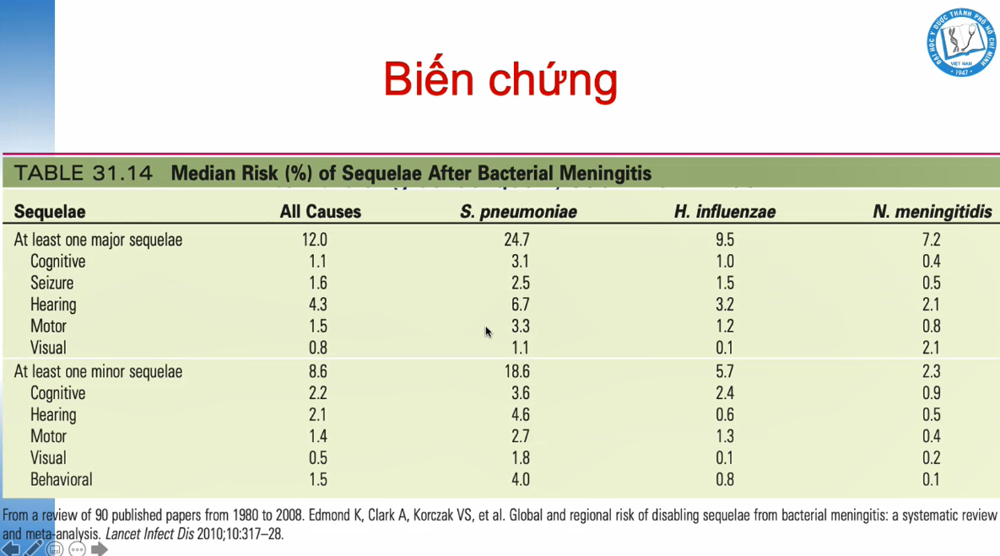 ĐẠI HỌC Y DƯỢC THÀNH PHỐ HỒ CHÍ MINH
VIỆT NAM
1947
Biến chứng
TABLE 31.14 Median Risk (%) of Sequelae After Bacterial Meningitis
Sequelae All Causes S. pneumoniae H. influenzae N. meningitidis
At least one major sequelae 12.0 24.7 9.5 7.2
Cognitive 1.1 3.1 1.0 0.4
Seizure 1.6 2.5 1.5 0.5
Hearing 4.3 6.7 3.2 2.1
Motor 1.5 3.3 1.2 0.8
Visual 0.8 1.1 0.1 2.1
At least one minor sequelae 8.6 18.6 5.7 2.3
Cognitive 2.2 3.6 2.4 0.9
Hearing 2.1 4.6 0.6 0.5
Motor 1.4 2.7 1.3 0.4
Visual 0.5 1.8 0.1 0.2
Behavioral 1.5 4.0 0.8 0.1
From a review of 90 published papers from 1980 to 2008. Edmond K, Clark A, Korczak VS, et al. Global and regional risk of disabling sequelae from bacterial meningitis: a systematic review
and meta-analysis. Lancet Infect Dis 2010;10:317–28.